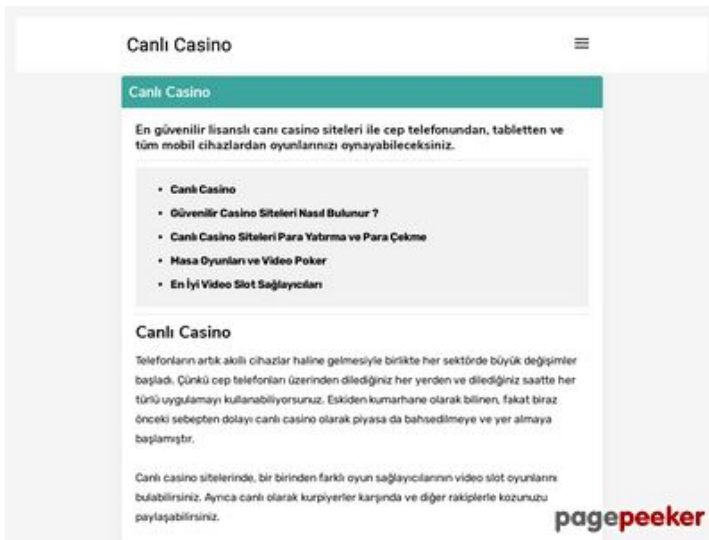 Canlı Casino
Canlı Casino
En güvenilir lisanslı canı casino siteleri ile cep telefonundan, tabletten ve
tüm mobil cihazlardan oyunlarınızı oynayabileceksiniz.
• Canlı Casino
• Güvenilir Casino Siteleri Nasıl Bulunur ?
• Canlı Casino Siteleri Para Yatırma ve Para Çekme
• Masa Oyunları ve Video Poker
• En İyi Video Slot Sağlayıcıları
Canlı Casino
Telefonların artık akıllı cihazlar haline gelmesiyle birlikte her sektörde büyük değişimler
başladı. Çünkü cep telefonları üzerinden dilediğiniz her yerden ve dilediğiniz saatte her
türlü uygulamayı kullanabiliyorsunuz. Eskiden kumarhane olarak bilinen, fakat biraz
önceki sebepten dolayı canlı casino olarak piyasa da bahsedilmeye ve yer almaya
başlamıştır.
Canlı casino sitelerinde, bir birinden farklı oyun sağlayıcılarının video slot oyunlarını
bulabilirsiniz. Ayrıca canlı olarak kurpiyerler karşında ve diğer rakiplerle kozunuzu
paylaşabilirsiniz.
pagepeeker